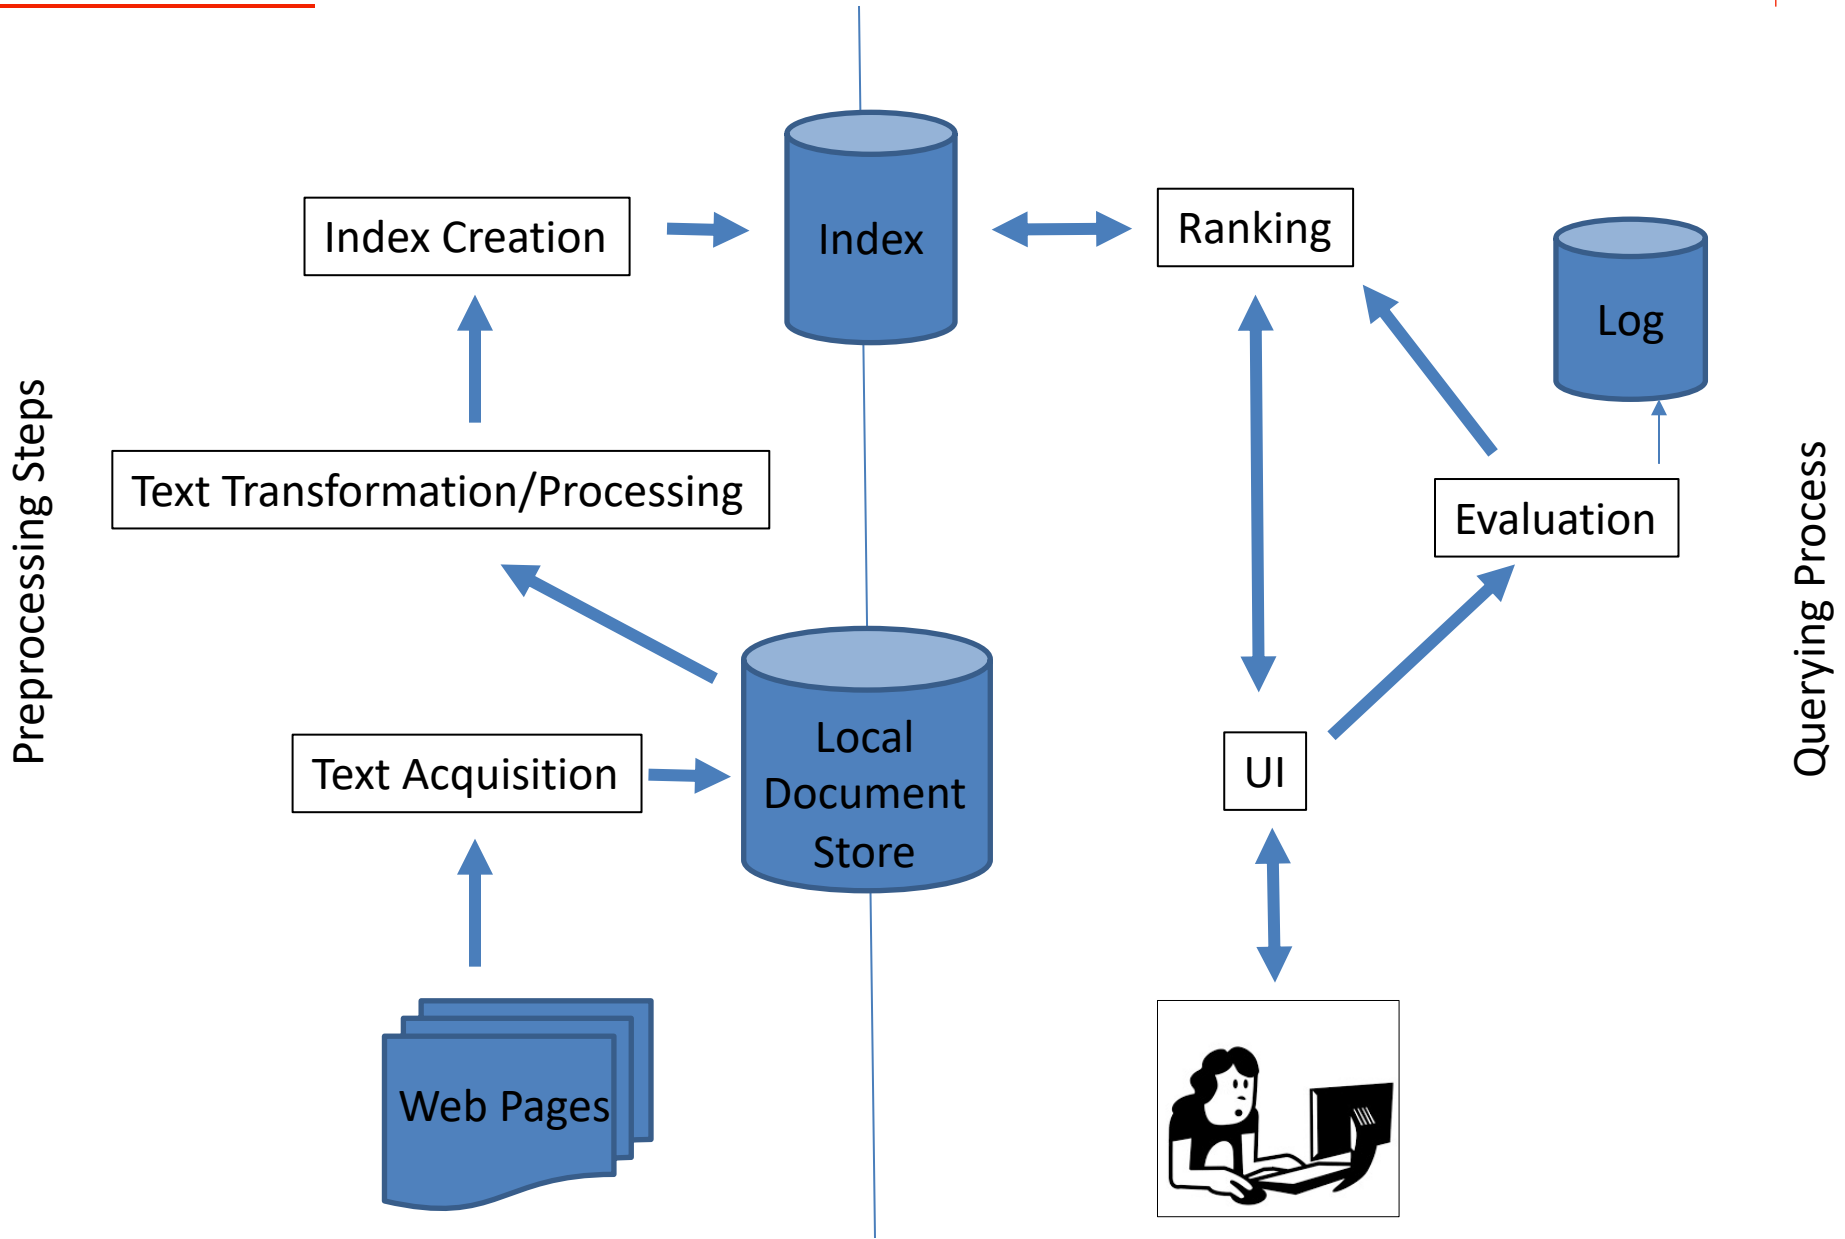 Preprocessing Steps
Index Creation
Index
Ranking
Log
Text Transformation/Processing
Evaluation
Text Acquisition
Local
Document
Store
UI
Web Pages
Querying Process